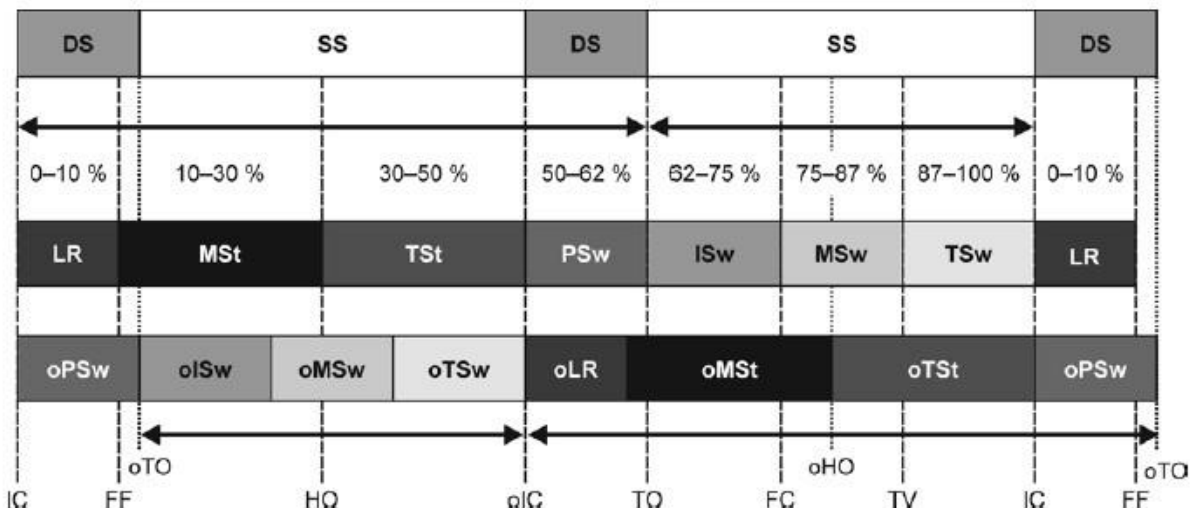 DS SS DS SS DS
0–10 % 10–30 % 30–50 % 50–62 % 62–75 % 75–87 % 87–100 % 0–10 %
LR MSt TSt PSw ISw MSw TSw LR
oPSw oISw oMSw oTSw oLR oMSt oTSt oPSw
oTO oHO oTO
IC FF HO oIC TO FC TV IC FF